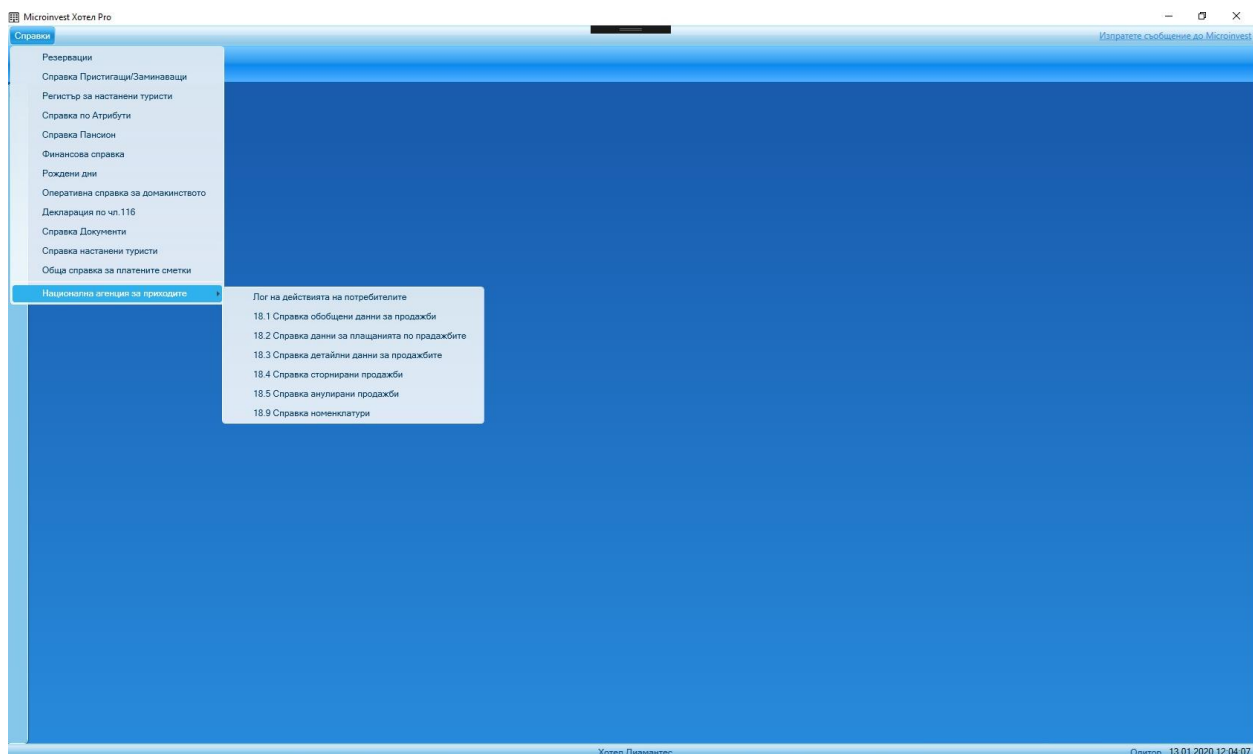 Microinvest Хотел Pro
Справки
Изпратете съобщение до Microinvest
Резервации
Справка Пристигащи/Заминаващи
Регистър за настанени туристи
Справка по Атрибути
Справка Пансион
Финансова справка
Рождени дни
Оперативна справка за домакинството
Декларация по чл.116
Справка Документи
Справка настанени туристи
Обща справка за платените сметки
Национална агенция за приходите
Лог на действията на потребителите
18.1 Справка обобщени данни за продажби
18.2 Справка данни за плащанията по прадажбите
18.3 Справка детайлни данни за продажбите
18.4 Справка сторнирани продажби
18.5 Справка анулирани продажби
18.9 Справка номенклатури
Хотел Диамантес
Одитор 13.01.2020 12:04:07